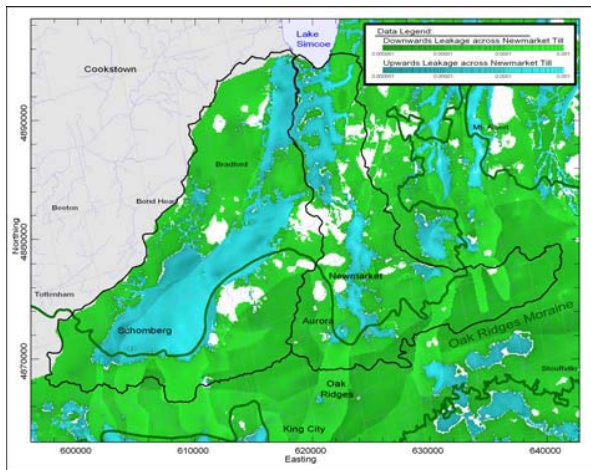 Lake
Simcoe
Data Legend:
Downwards Leakage across Newmarket Till
0.000001 0.00001 0.0001 0.001
Upwards Leakage across Newmarket Till
0.000001 0.00001 0.0001 0.001
Cookstown
Mt. Albert
Bradford
Bond Head
Beeton
Newmarket
Tottenham
Schomberg
Aurora
Oak Ridges Moraine
Oak
Ridges
Stouffville
King City
4890000
4880000
4870000
Northing
600000 610000 620000 630000 640000
Easting